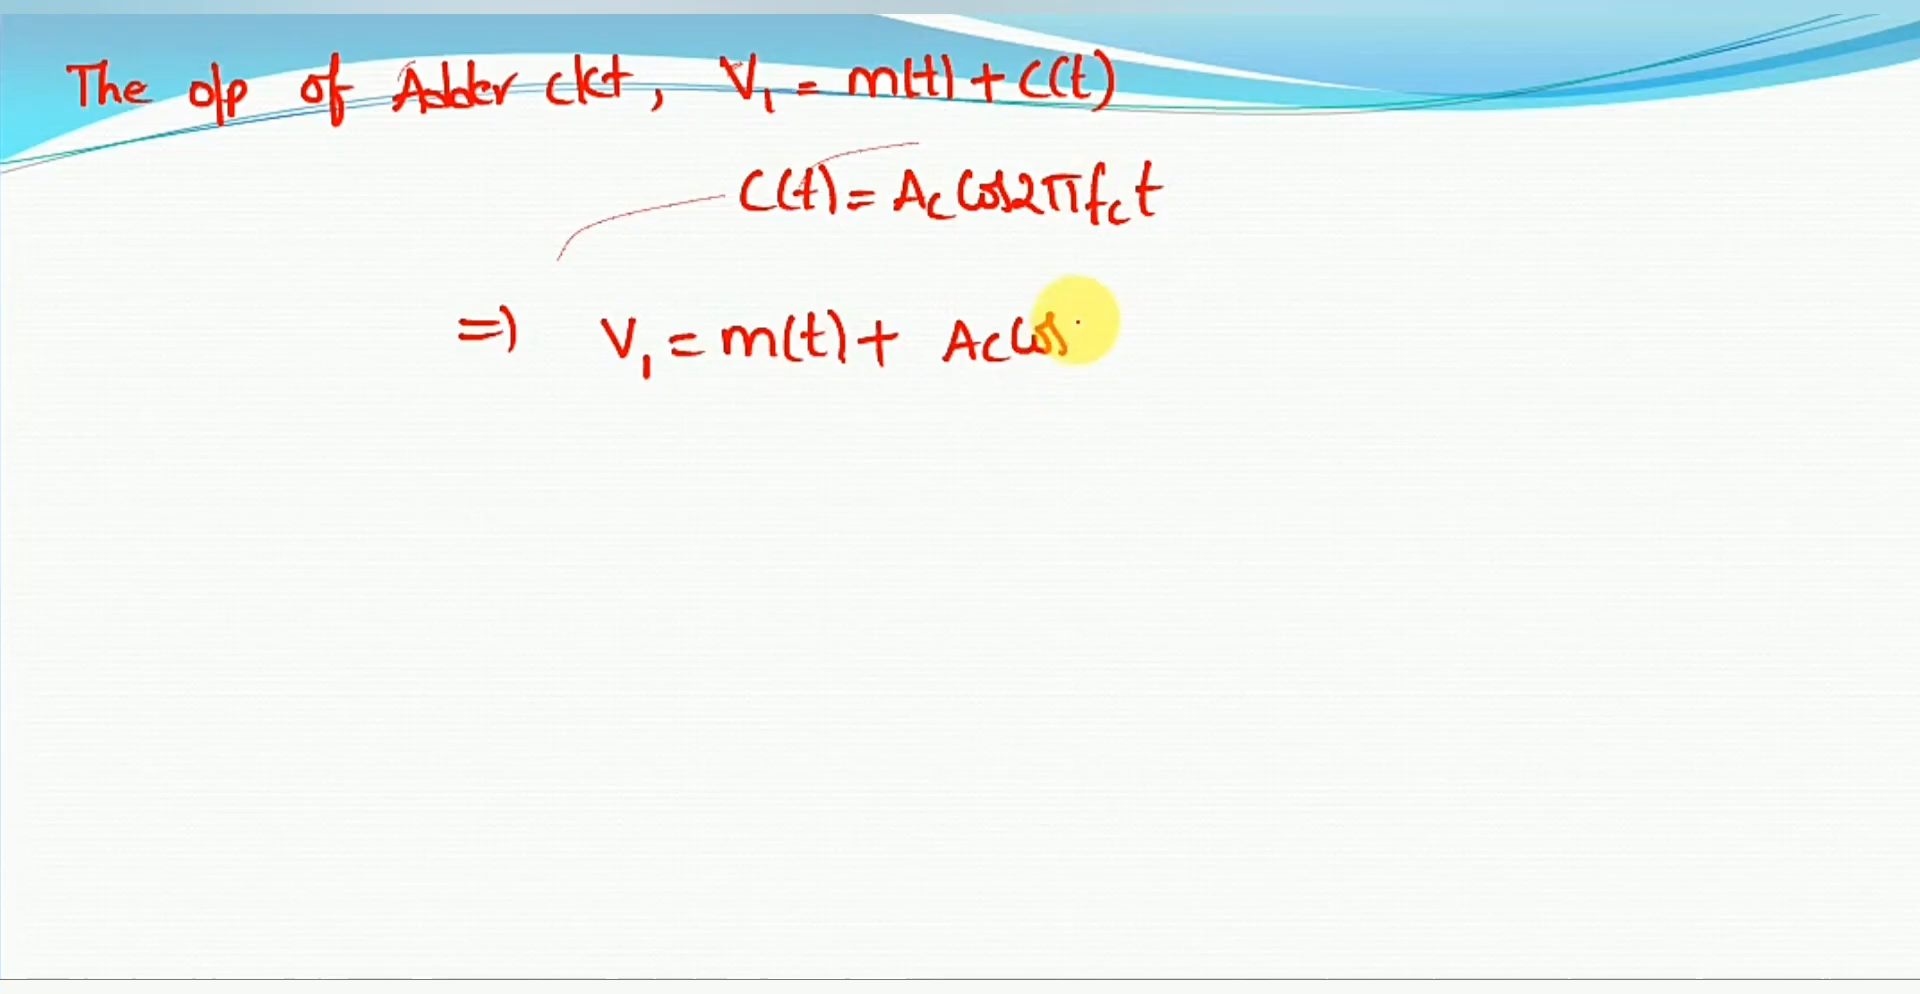 The o/p of Adder ckt, V₁ = m(t) + C(t)
C(t) = Ac Cos2πfct
=) V₁ = m(t) + Ac Cos